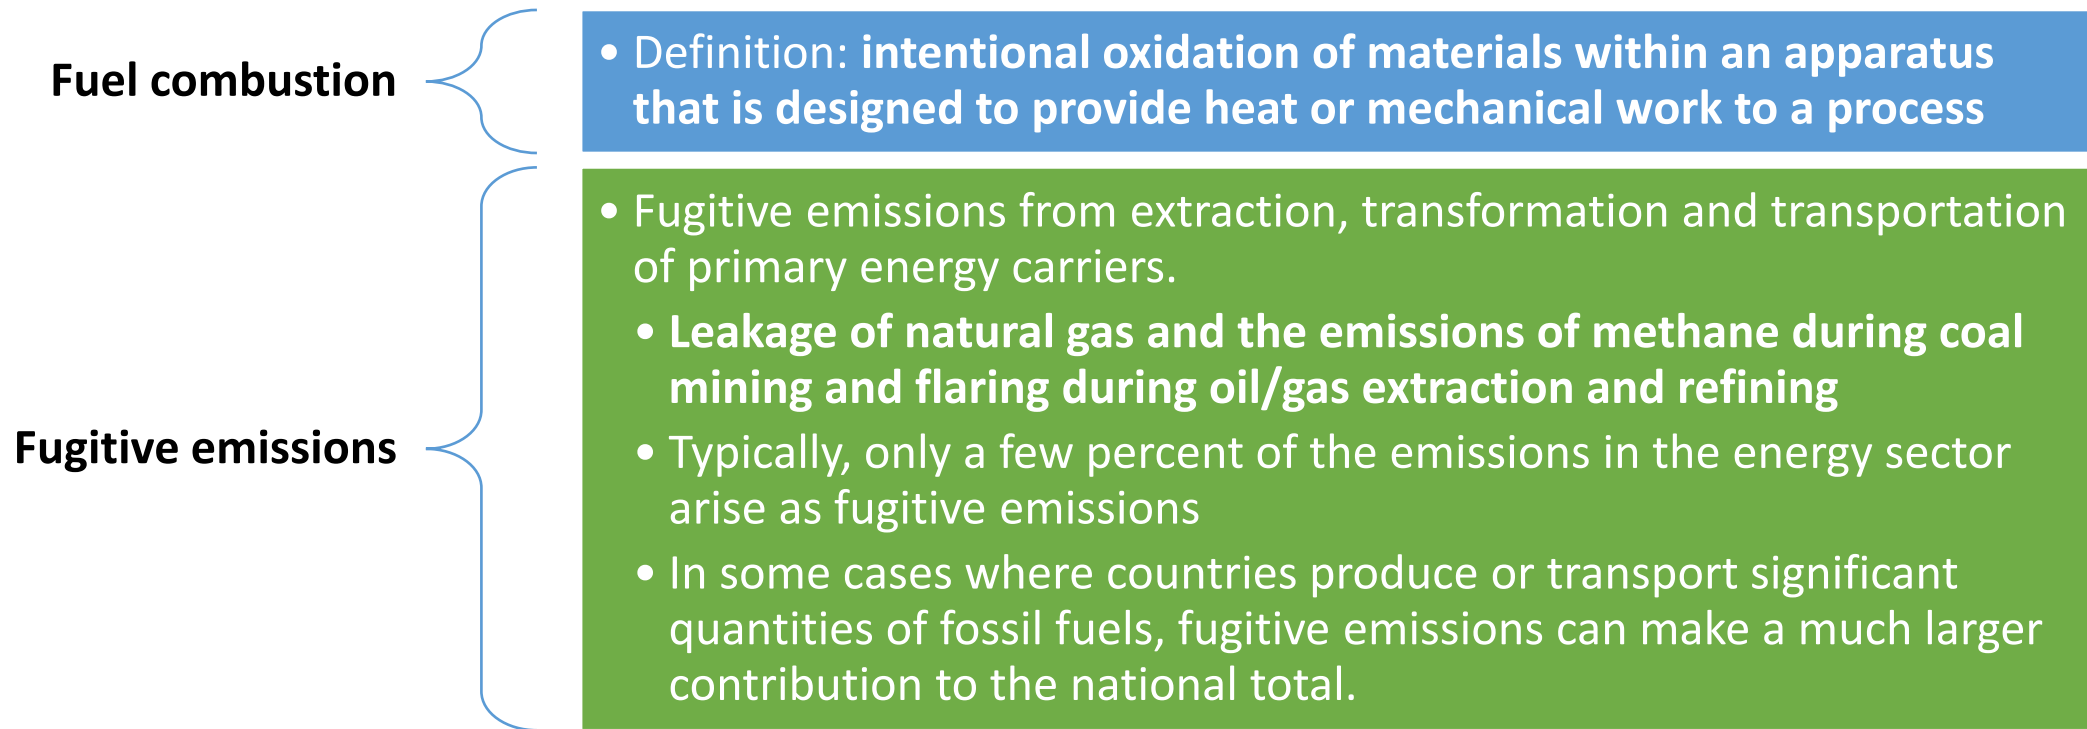 Fuel combustion
• Definition: intentional oxidation of materials within an apparatus
that is designed to provide heat or mechanical work to a process
Fugitive emissions
• Fugitive emissions from extraction, transformation and transportation
of primary energy carriers.
• Leakage of natural gas and the emissions of methane during coal
mining and flaring during oil/gas extraction and refining
• Typically, only a few percent of the emissions in the energy sector
arise as fugitive emissions
• In some cases where countries produce or transport significant
quantities of fossil fuels, fugitive emissions can make a much larger
contribution to the national total.